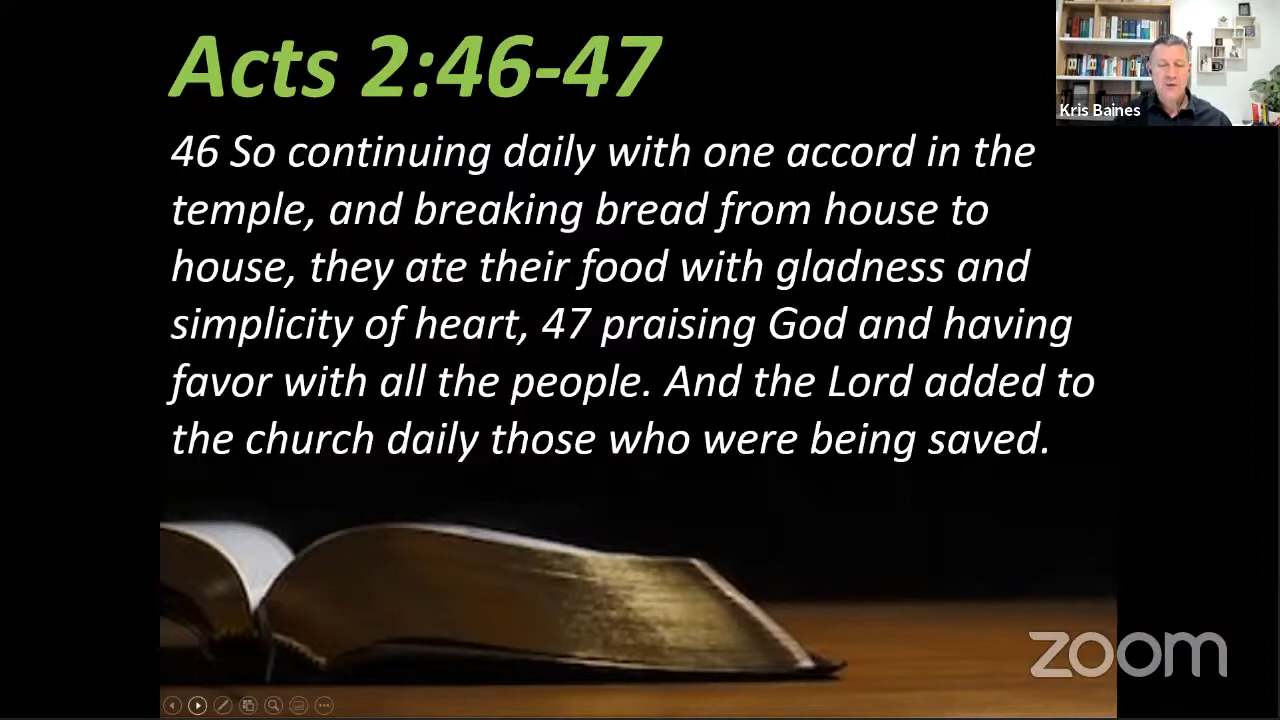 Acts 2:46-47
Kris Baines
46 So continuing daily with one accord in the
temple, and breaking bread from house to
house, they ate their food with gladness and
simplicity of heart, 47 praising God and having
favor with all the people. And the Lord added to
the church daily those who were being saved.
zoom